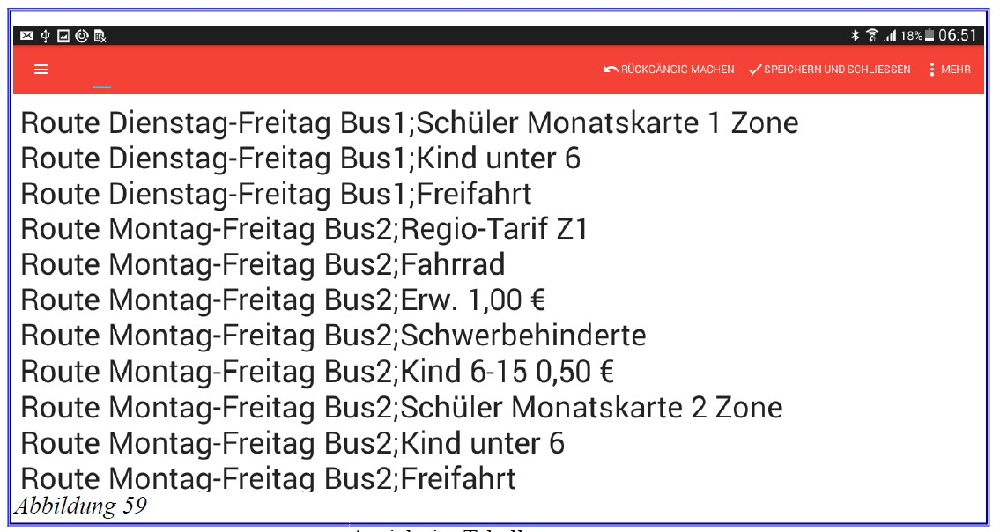 18% 06:51
RÜCKGÄNGIG MACHEN SPEICHERN UND SCHLIESSEN MEHR
Route Dienstag-Freitag Bus1;Schüler Monatskarte 1 Zone
Route Dienstag-Freitag Bus1;Kind unter 6
Route Dienstag-Freitag Bus1;Freifahrt
Route Montag-Freitag Bus2;Regio-Tarif Z1
Route Montag-Freitag Bus2;Fahrrad
Route Montag-Freitag Bus2;Erw. 1,00 €
Route Montag-Freitag Bus2;Schwerbehinderte
Route Montag-Freitag Bus2;Kind 6-15 0,50 €
Route Montag-Freitag Bus2;Schüler Monatskarte 2 Zone
Route Montag-Freitag Bus2;Kind unter 6
Route Montag-Freitag Bus2;Freifahrt
Abbildung 59